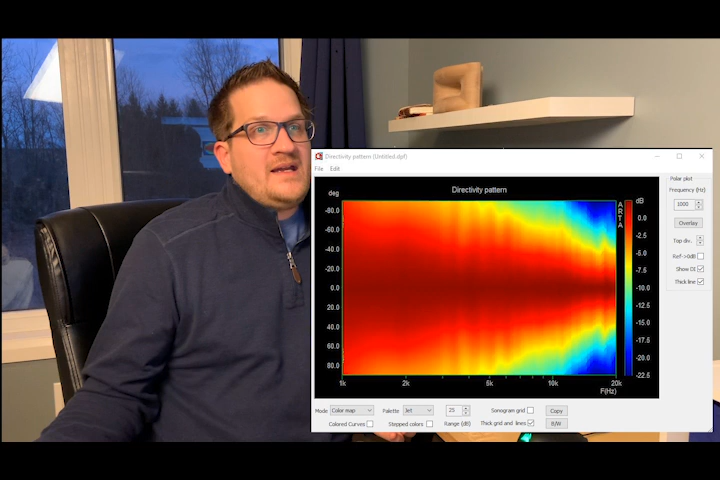 Directivity pattern (Untitled.dpf)
File Edit
Directivity pattern
deg
dB
-80.0
-60.0
-40.0
-20.0
0.0
20.0
40.0
60.0
80.0
1k 2k 5k 10k 20k
F(Hz)
ARTA
0.0
-2.5
-5.0
-7.5
-10.0
-12.5
-15.0
-17.5
-20.0
-22.5
Polar plot
Frequency (Hz)
1000
Overlay
Top div.
Ref->0dB
Show DI
Thick line
Mode Color map Palette Jet 25 Sonogram grid Copy
Colored Curves Stepped colors Range (dB) Thick grid and lines B/W